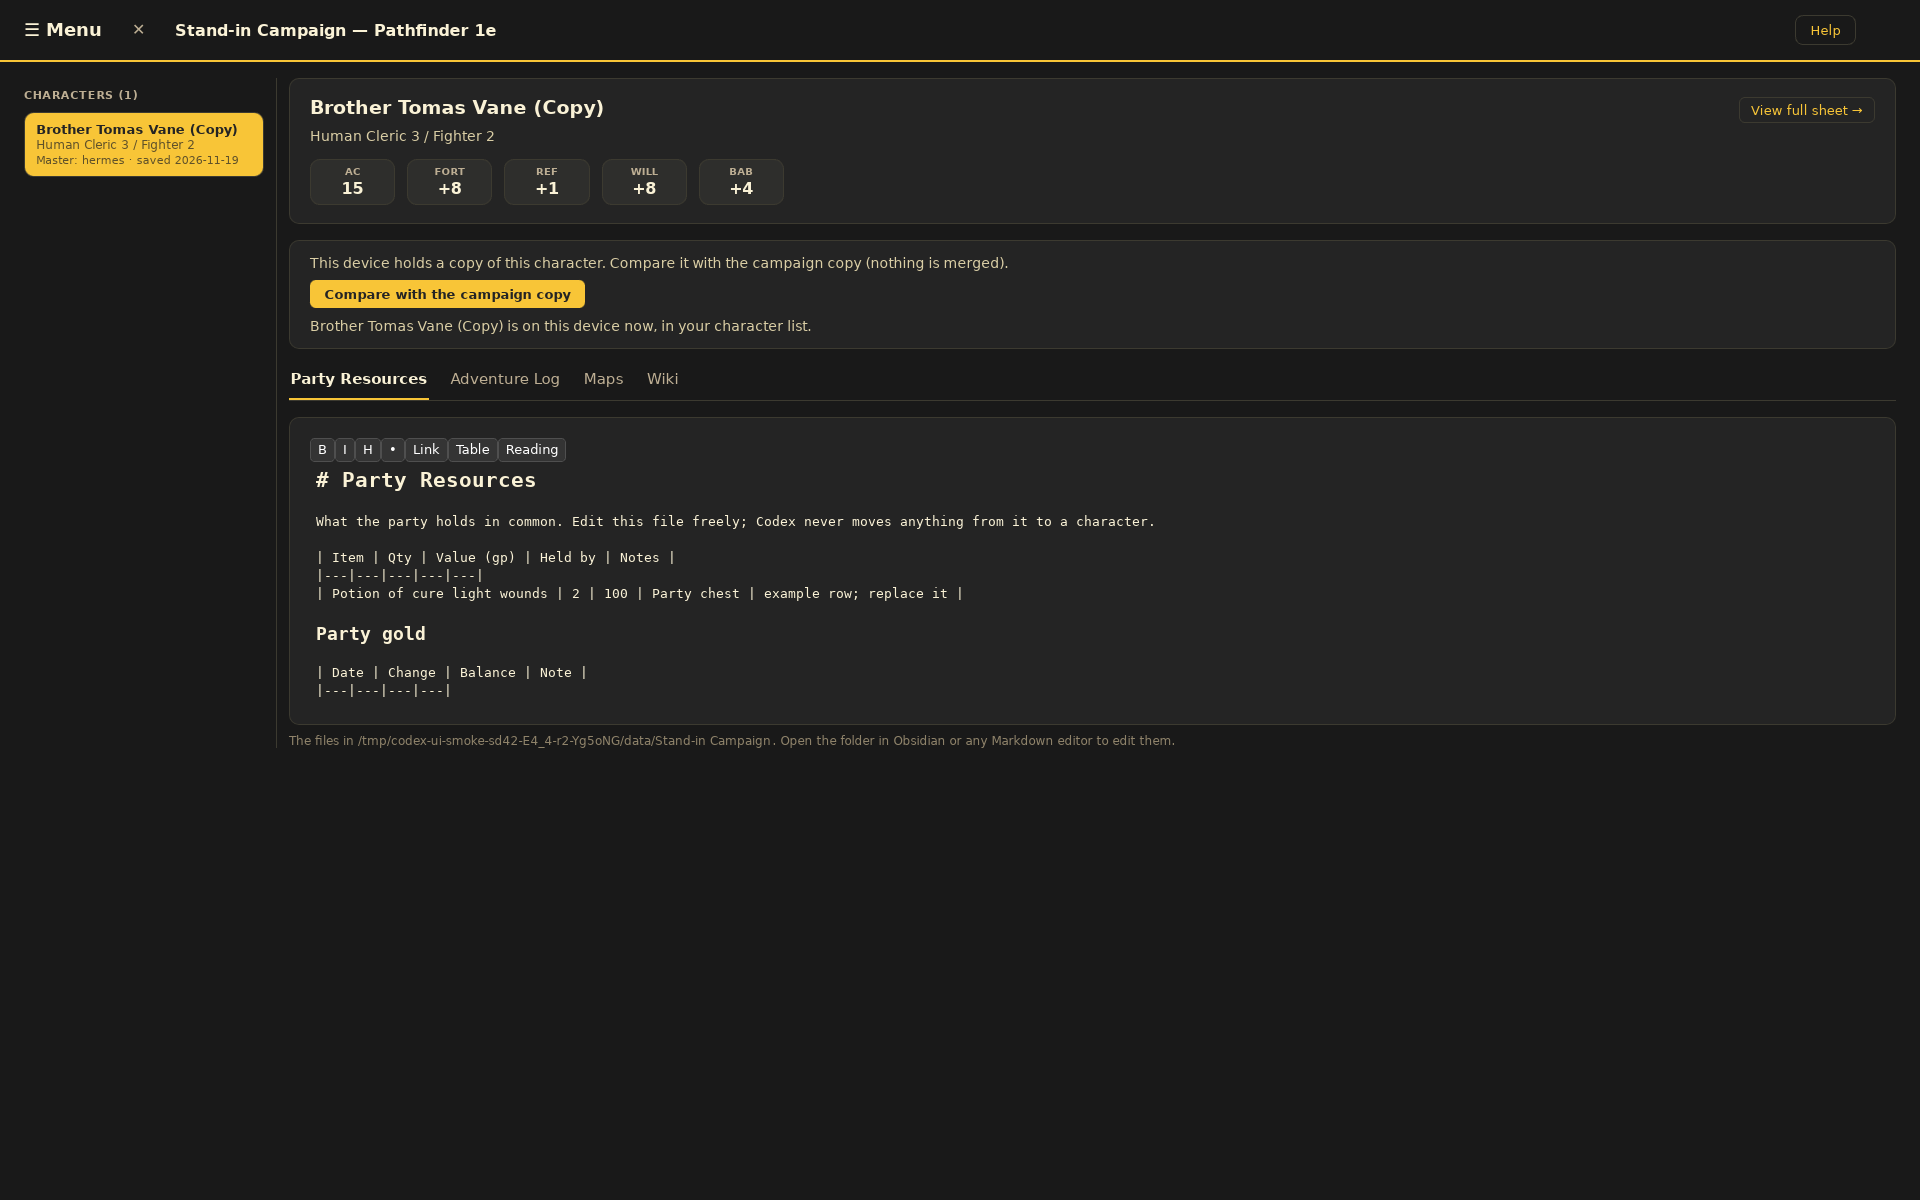 ☰ Menu
✕
Stand-in Campaign — Pathfinder 1e
Help
CHARACTERS (1)
Brother Tomas Vane (Copy)
Human Cleric 3 / Fighter 2
Master: hermes · saved 2026-11-19
Brother Tomas Vane (Copy)
View full sheet →
Human Cleric 3 / Fighter 2
AC
15
FORT
+8
REF
+1
WILL
+8
BAB
+4
This device holds a copy of this character. Compare it with the campaign copy (nothing is merged).
Compare with the campaign copy
Brother Tomas Vane (Copy) is on this device now, in your character list.
Party Resources
Adventure Log
Maps
Wiki
B I H • Link Table Reading
# Party Resources
What the party holds in common. Edit this file freely; Codex never moves anything from it to a character.
| Item | Qty | Value (gp) | Held by | Notes |
|---|---|---|---|---|
| Potion of cure light wounds | 2 | 100 | Party chest | example row; replace it |
Party gold
| Date | Change | Balance | Note |
|---|---|---|---|
The files in /tmp/codex-ui-smoke-sd42-E4_4-r2-Yg5oNG/data/Stand-in Campaign. Open the folder in Obsidian or any Markdown editor to edit them.